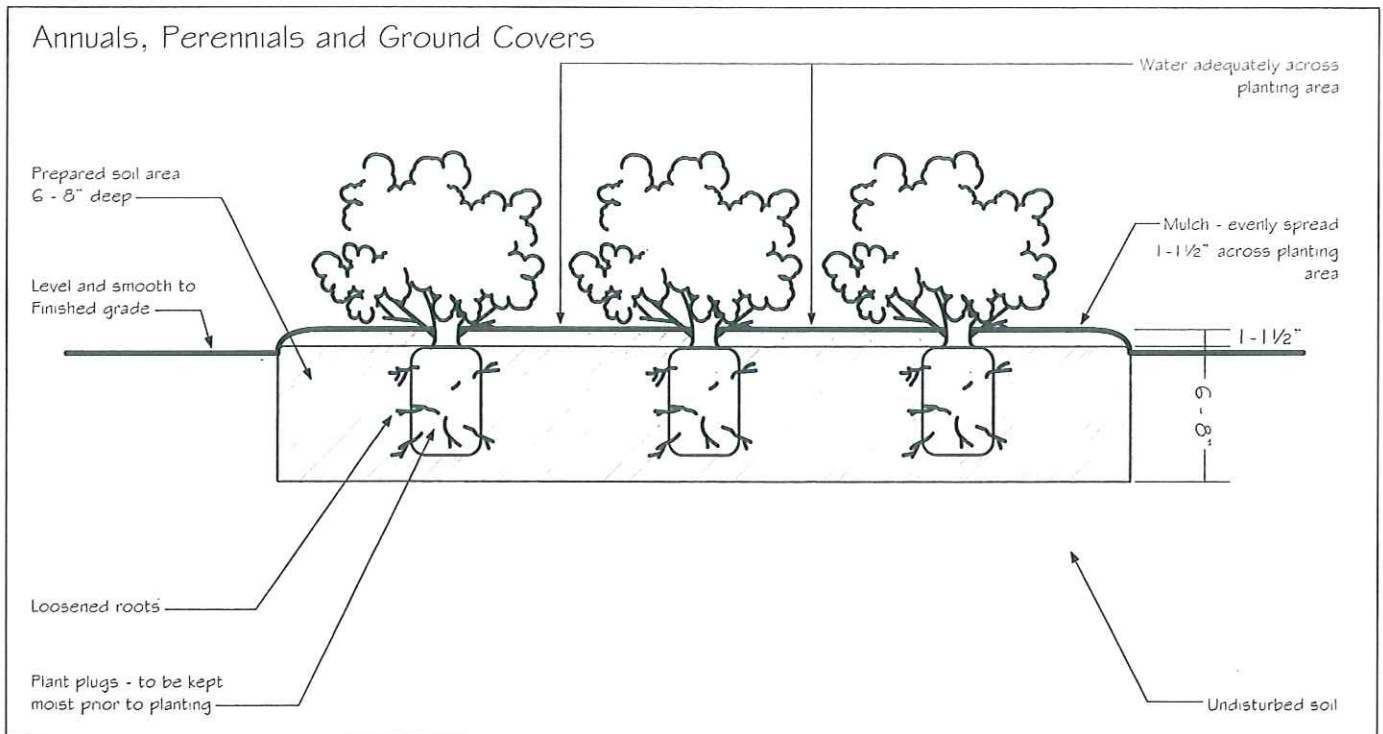 Annuals, Perennials and Ground Covers
Water adequately across
planting area
Prepared soil area
6 - 8" deep
Mulch - evenly spread
1-1½" across planting
area
Level and smooth to
Finished grade
1-1½"
6 - 8"
Loosened roots
Plant plugs - to be kept
moist prior to planting
Undisturbed soil